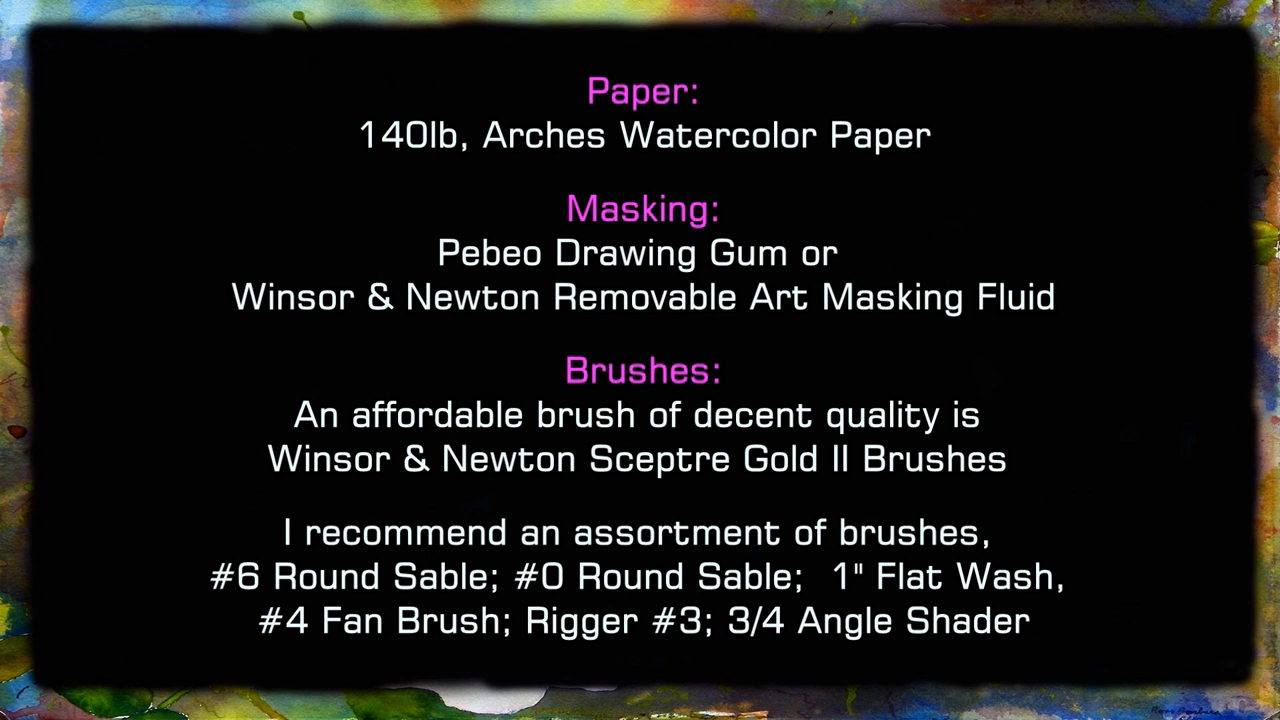 Paper:
140lb, Arches Watercolor Paper
Masking:
Pebeo Drawing Gum or
Winsor & Newton Removable Art Masking Fluid
Brushes:
An affordable brush of decent quality is
Winsor & Newton Sceptre Gold II Brushes
I recommend an assortment of brushes,
#6 Round Sable; #0 Round Sable;  1" Flat Wash,
#4 Fan Brush; Rigger #3; 3/4 Angle Shader